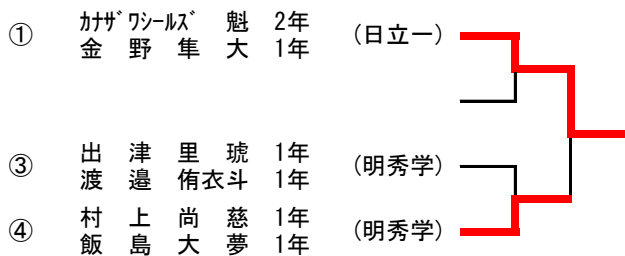 ① ｶﾅｻﾞﾜｼｰﾙｽﾞ 魁 2年 (日立一)
金野隼大 1年
③ 出津里琥 1年 (明秀学)
渡邉侑衣斗 1年
④ 村上尚慈 1年 (明秀学)
飯島大夢 1年